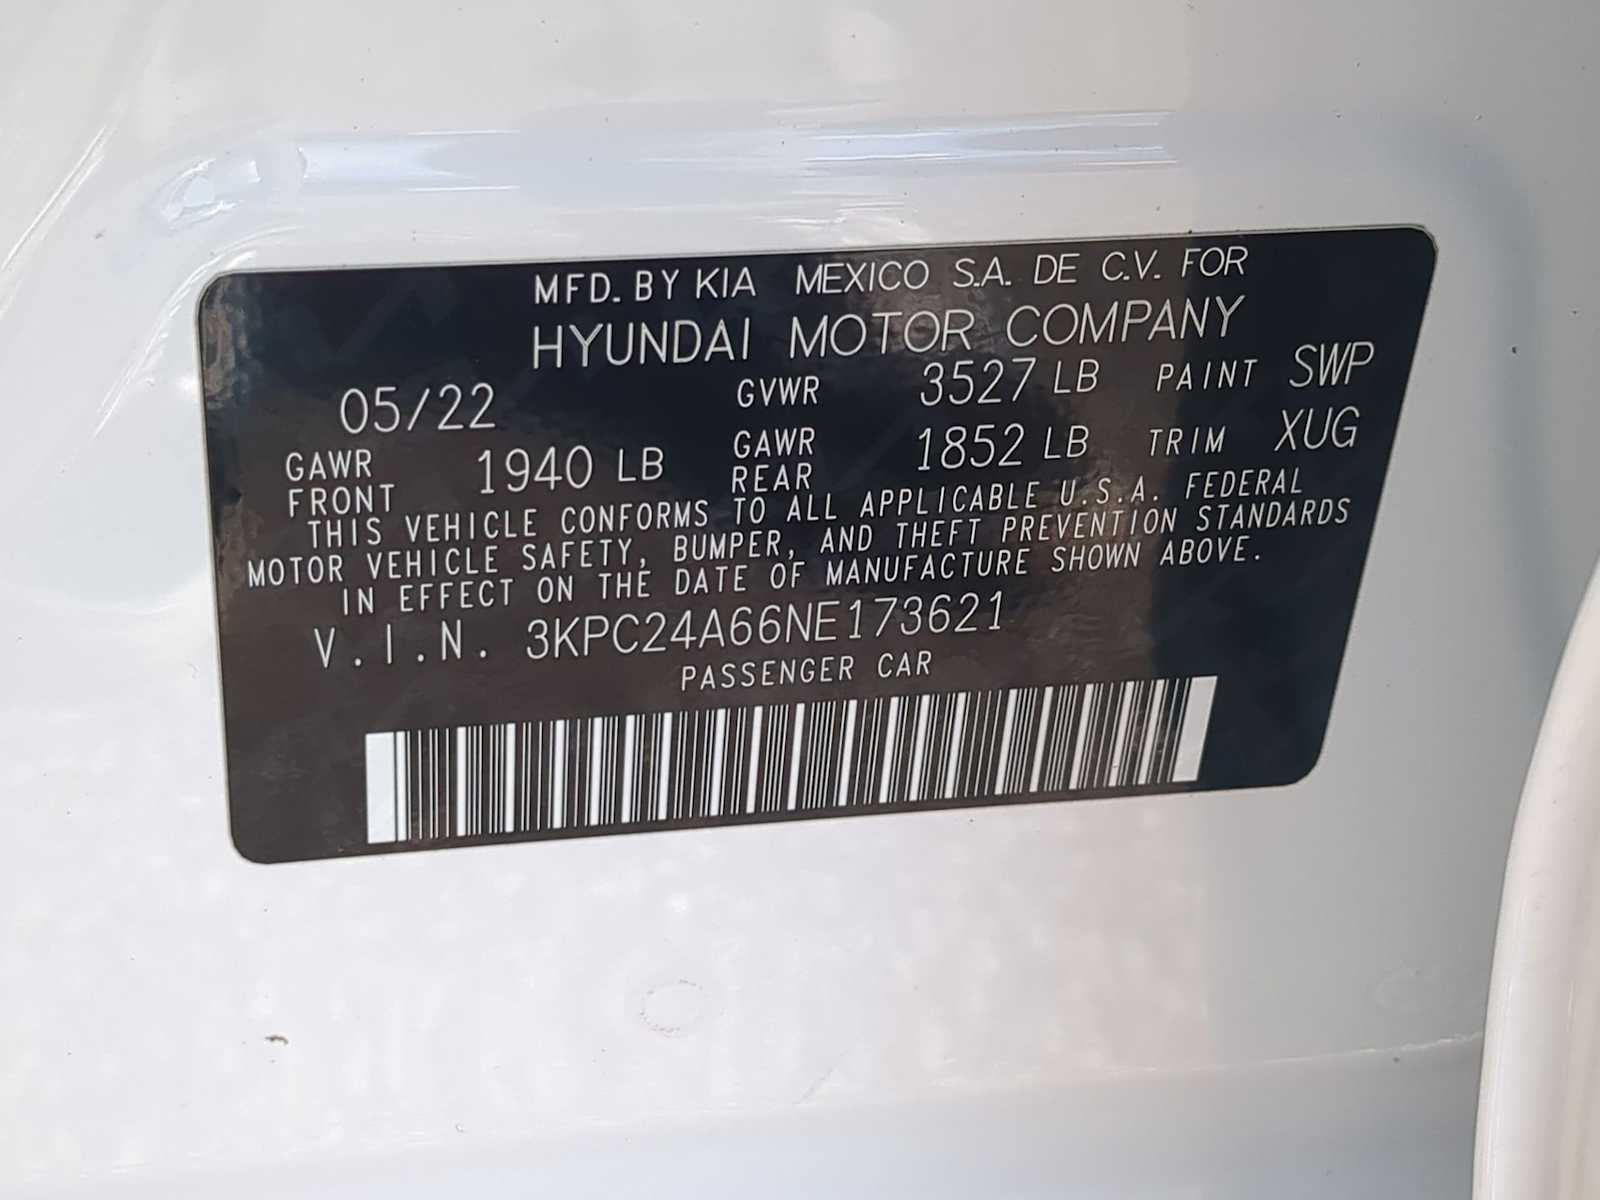 MFD. BY KIA MEXICO S.A. DE C.V. FOR
HYUNDAI MOTOR COMPANY
05/22 GVWR 3527 LB PAINT SWP
GAWR FRONT 1940 LB GAWR REAR 1852 LB TRIM XUG
THIS VEHICLE CONFORMS TO ALL APPLICABLE U.S.A. FEDERAL
MOTOR VEHICLE SAFETY, BUMPER, AND THEFT PREVENTION STANDARDS
IN EFFECT ON THE DATE OF MANUFACTURE SHOWN ABOVE.
V.I.N. 3KPC24A66NE173621
PASSENGER CAR